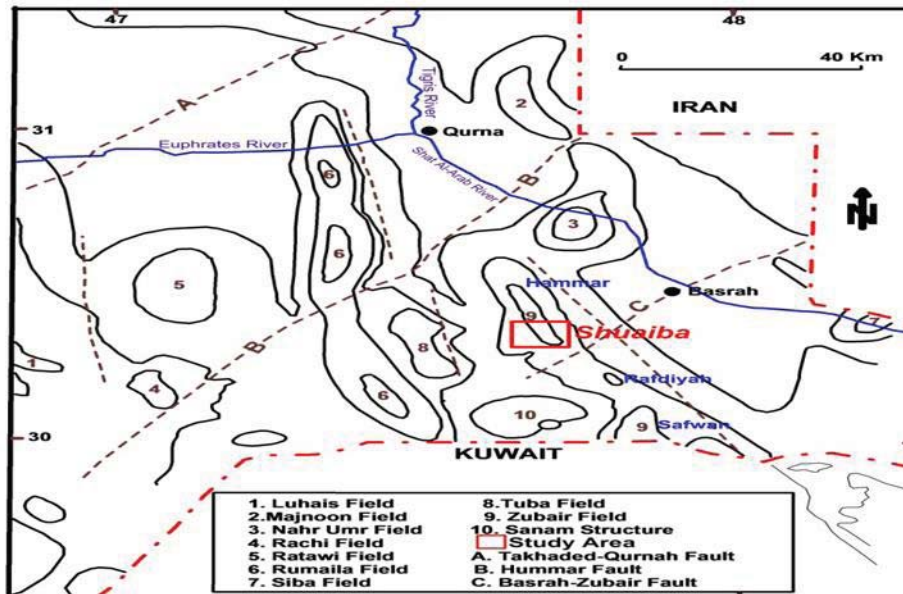 47
48
0 40 Km
A
2
IRAN
31
Qurna
Tigris River
Euphrates River
Shat Al-Arab River
B
6
N
3
6
5
Hammar
Basrah
C
9
Shuaiba
B
8
7
1
4
6
Rafdiyah
10
9
Safwan
30
KUWAIT
1. Luhais Field
2.Majnoon Field
3. Nahr Umr Field
4. Rachi Field
5. Ratawi Field
6. Rumaila Field
7. Siba Field
8.Tuba Field
9. Zubair Field
10. Sanam Structure
Study Area
A. Takhaded-Qurnah Fault
B. Hummar Fault
C. Basrah-Zubair Fault